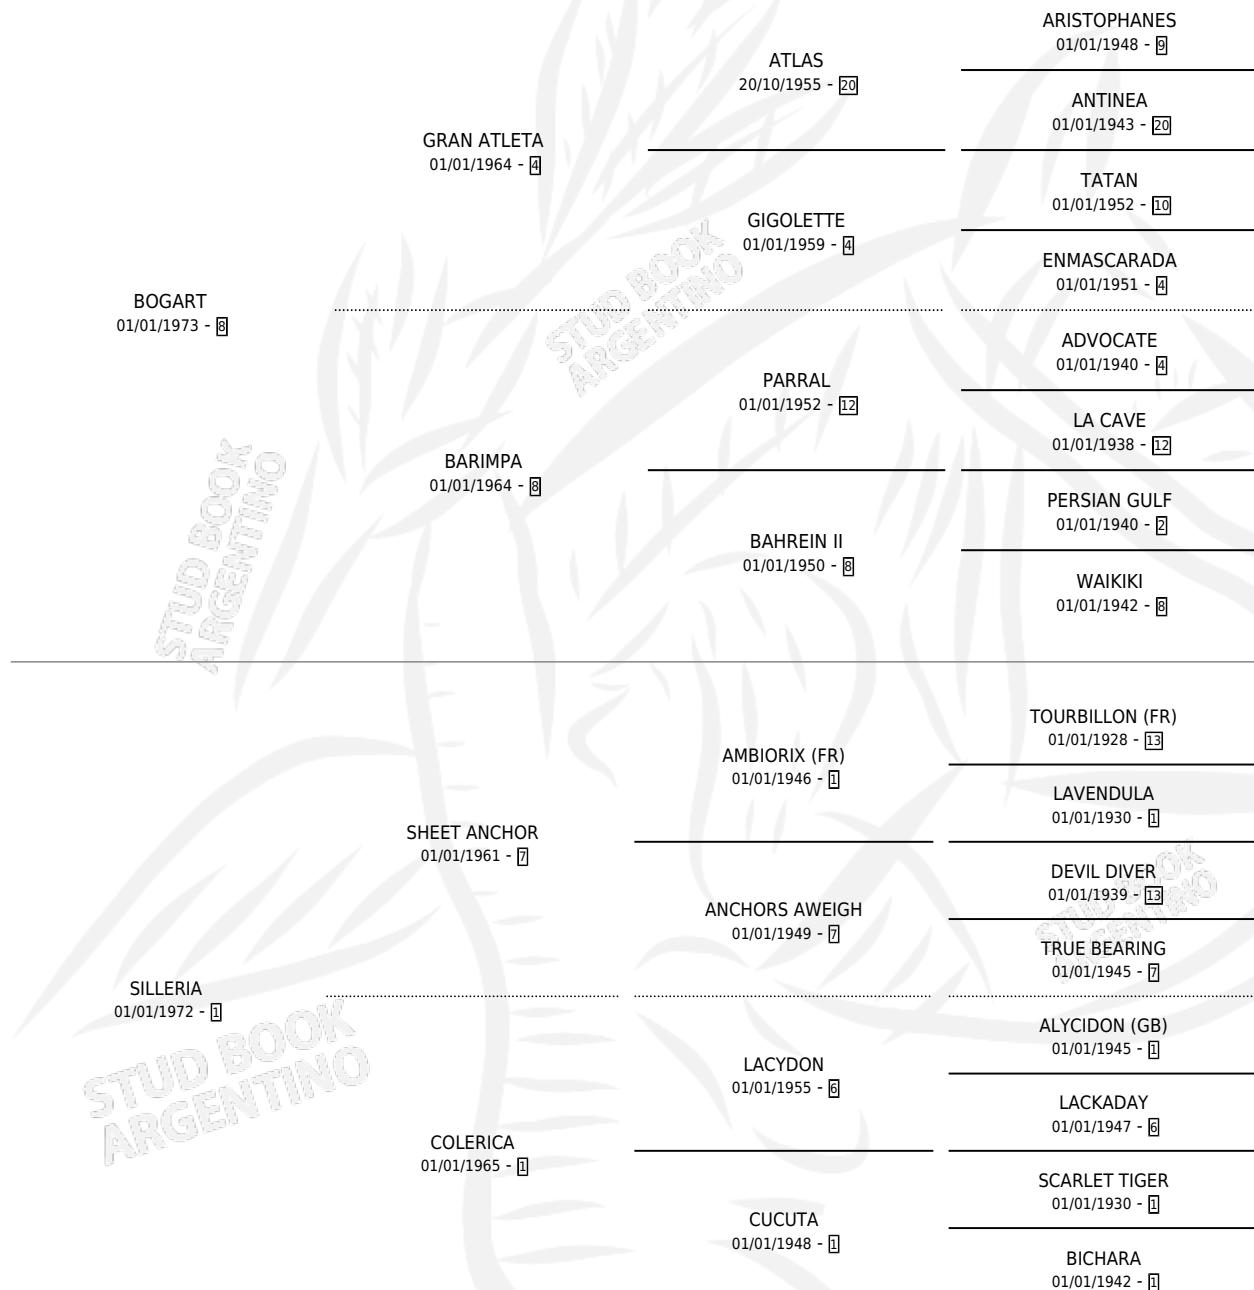 BOGART
01/01/1973 - 8
GRAN ATLETA
01/01/1964 - 4
ATLAS
20/10/1955 - 20
ARISTOPHANES
01/01/1948 - 9
ANTINEA
01/01/1943 - 20
GIGOLETTE
01/01/1959 - 4
TATAN
01/01/1952 - 10
ENMASCARADA
01/01/1951 - 4
BARIMPA
01/01/1964 - 8
PARRAL
01/01/1952 - 12
ADVOCATE
01/01/1940 - 4
LA CAVE
01/01/1938 - 12
BAHREIN II
01/01/1950 - 8
PERSIAN GULF
01/01/1940 - 2
WAIKIKI
01/01/1942 - 8
SILLERIA
01/01/1972 - 1
SHEET ANCHOR
01/01/1961 - 7
AMBIORIX (FR)
01/01/1946 - 1
TOURBILLON (FR)
01/01/1928 - 13
LAVENDULA
01/01/1930 - 1
ANCHORS AWEIGH
01/01/1949 - 7
DEVIL DIVER
01/01/1939 - 13
TRUE BEARING
01/01/1945 - 7
COLERICA
01/01/1965 - 1
LACYDON
01/01/1955 - 6
ALYCIDON (GB)
01/01/1945 - 1
LACKADAY
01/01/1947 - 6
CUCUTA
01/01/1948 - 1
SCARLET TIGER
01/01/1930 - 1
BICHARA
01/01/1942 - 1
STUD BOOK
ARGENTINO
STUD BOOK
ARGENTINO
STUD BOOK
ARGENTINO
STUD BOOK
ARGENTINO